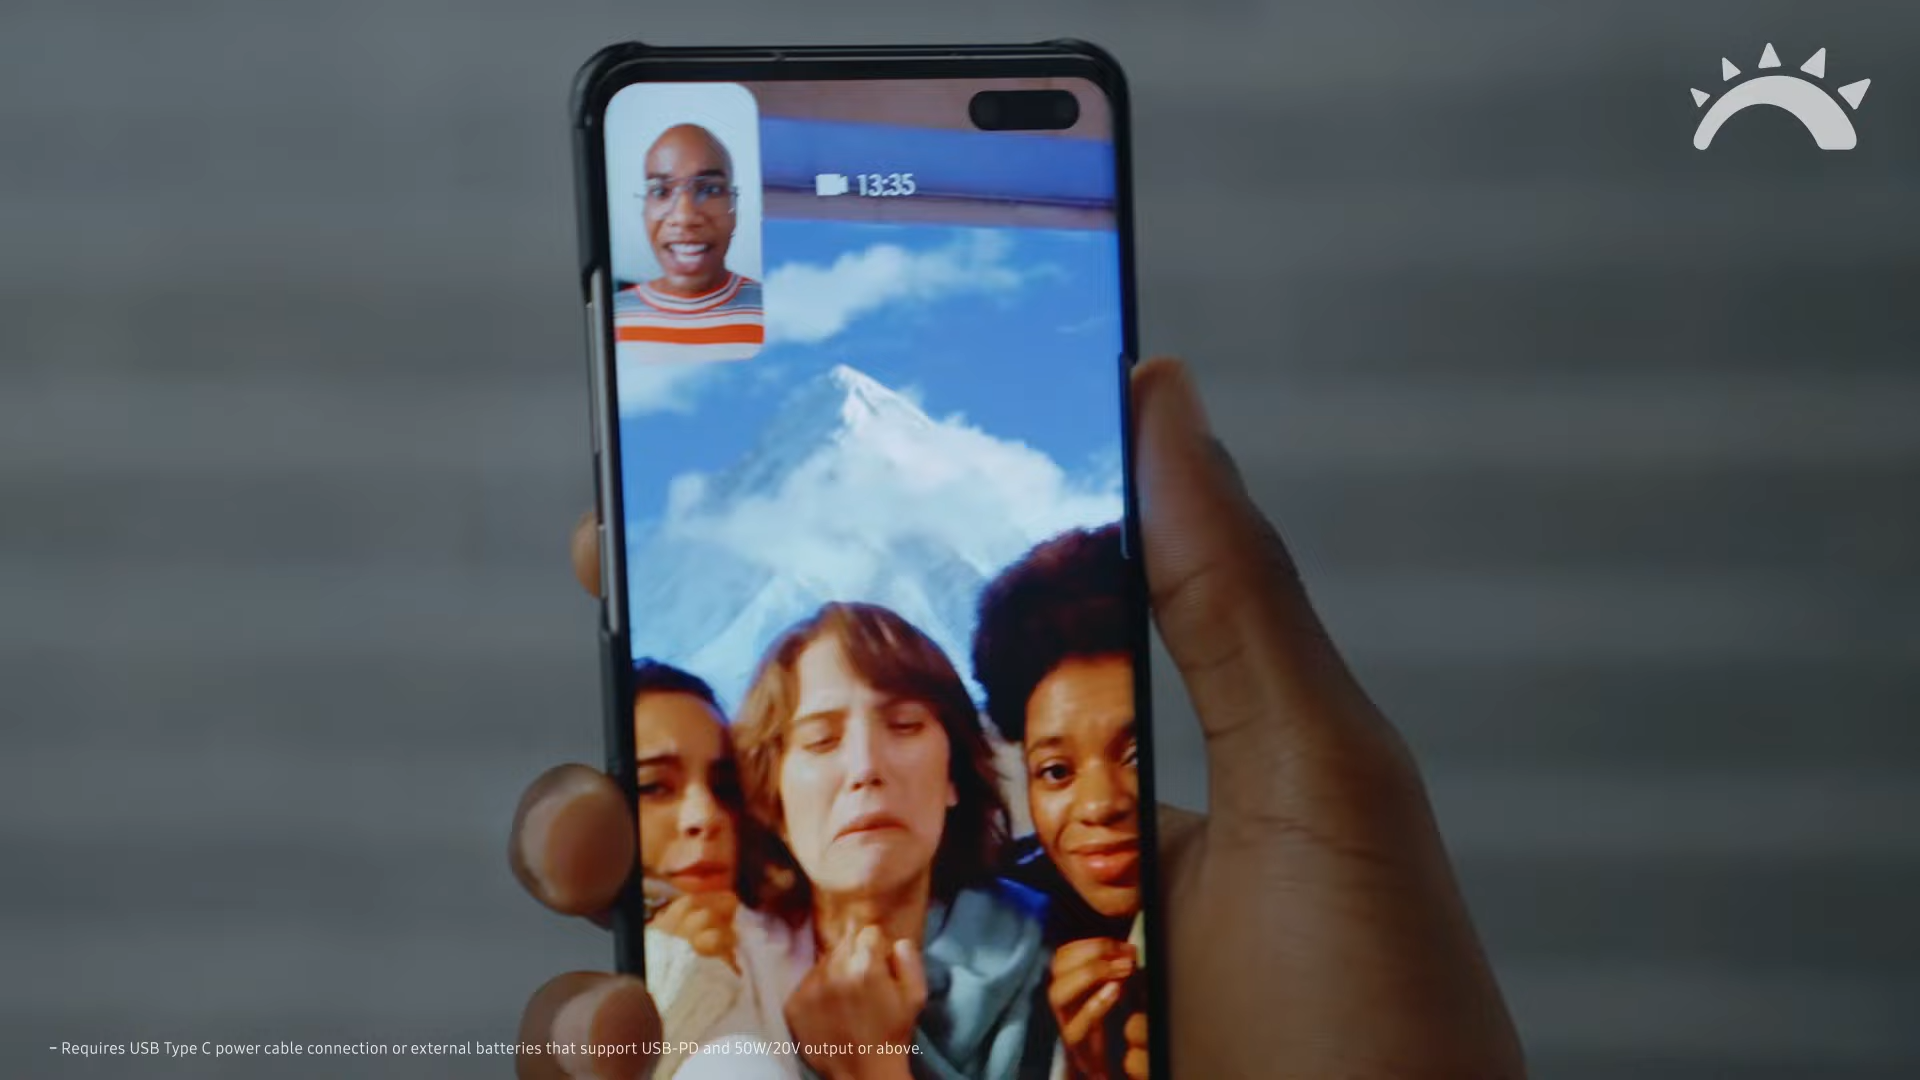 13:35
– Requires USB Type C power cable connection or external batteries that support USB-PD and 50W/20V output or above.